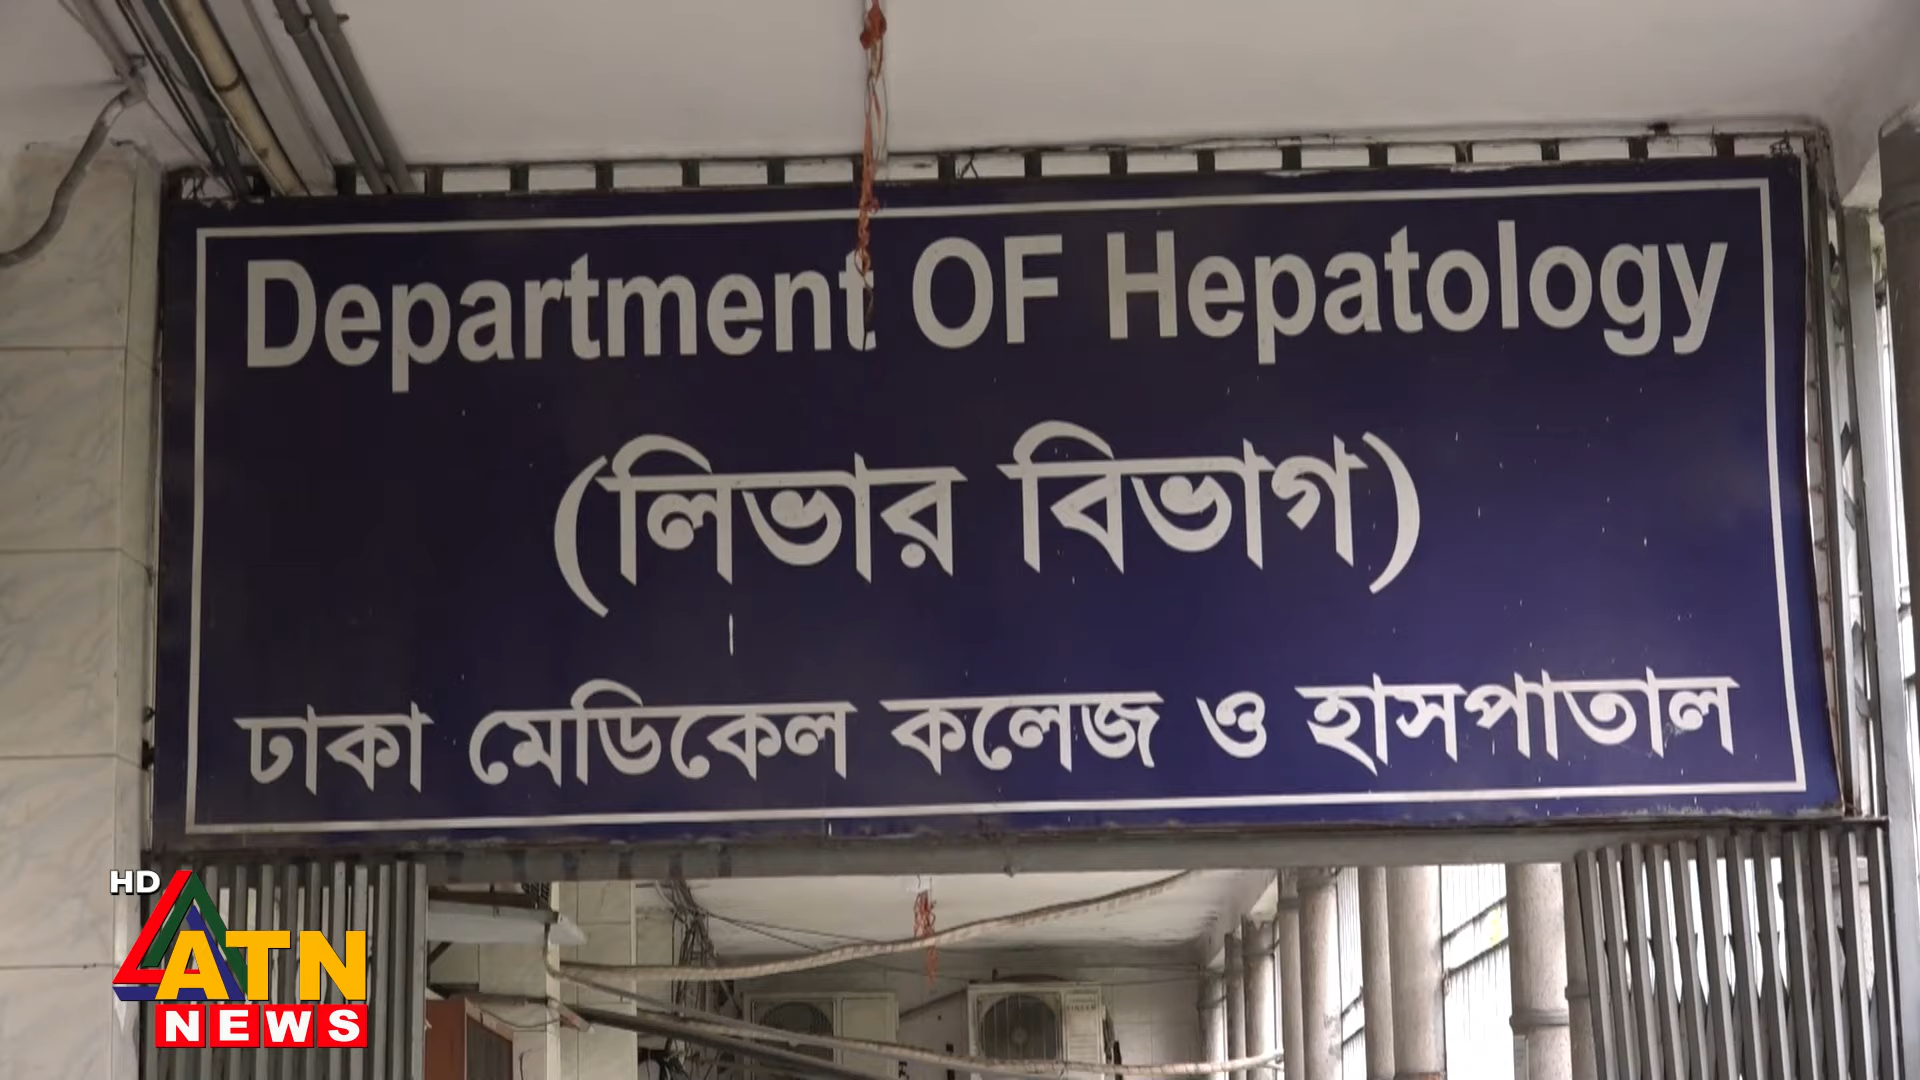 Department OF Hepatology
(লিভার বিভাগ)
ঢাকা মেডিকেল কলেজ ও হাসপাতাল
HD
ATN
NEWS